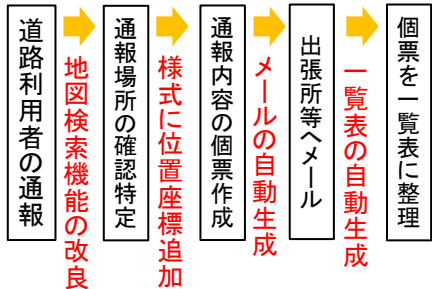 道路利用者の通報
地図検索機能の改良
通報場所の確認特定
様式に位置座標追加
通報内容の個票作成
メールの自動生成
出張所等へメール
一覧表の自動生成
個票を一覧表に整理